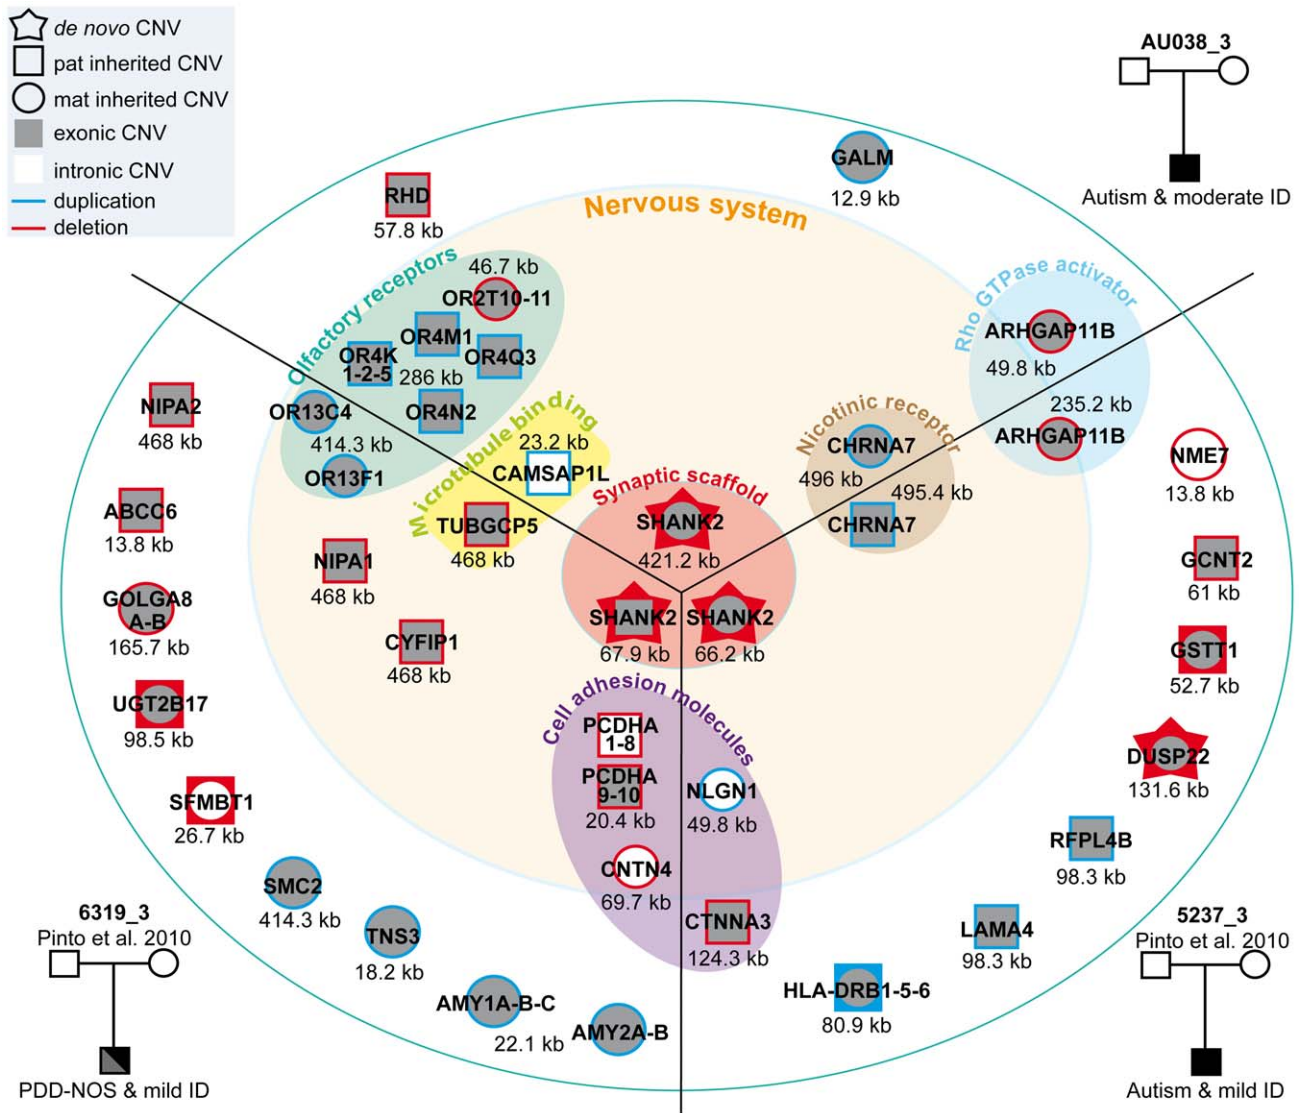 de novo CNV
pat inherited CNV
mat inherited CNV
exonic CNV
intronic CNV
duplication
deletion
AU038_3
Autism & moderate ID
GALM
12.9 kb
RHD
57.8 kb
Nervous system
Olfactory receptors
46.7 kb
OR2T10-11
OR4M1
OR4K
1-2-5
OR4Q3
286 kb
OR13C4
OR4N2
414.3 kb
OR13F1
Rho GTPase activator
ARHGAP11B
49.8 kb
235.2 kb
ARHGAP11B
Microtubule binding
23.2 kb
CAMSAP1L
TUBGCP5
468 kb
Nicotinic receptor
CHRNA7
496 kb
495.4 kb
CHRNA7
Synaptic scaffold
SHANK2
421.2 kb
SHANK2
67.9 kb
SHANK2
66.2 kb
NIPA2
468 kb
ABCC6
13.8 kb
NIPA1
468 kb
GOLGA8
A-B
165.7 kb
CYFIP1
468 kb
UGT2B17
98.5 kb
SFMBT1
26.7 kb
SMC2
414.3 kb
TNS3
18.2 kb
AMY1A-B-C
22.1 kb
AMY2A-B
Cell adhesion molecules
PCDHA
1-8
PCDHA
9-10
20.4 kb
NLGN1
49.8 kb
CNTN4
69.7 kb
CTNNA3
124.3 kb
NME7
13.8 kb
GCNT2
61 kb
GSTT1
52.7 kb
DUSP22
131.6 kb
RFPL4B
98.3 kb
LAMA4
98.3 kb
HLA-DRB1-5-6
80.9 kb
6319_3
Pinto et al. 2010
PDD-NOS & mild ID
5237_3
Pinto et al. 2010
Autism & mild ID